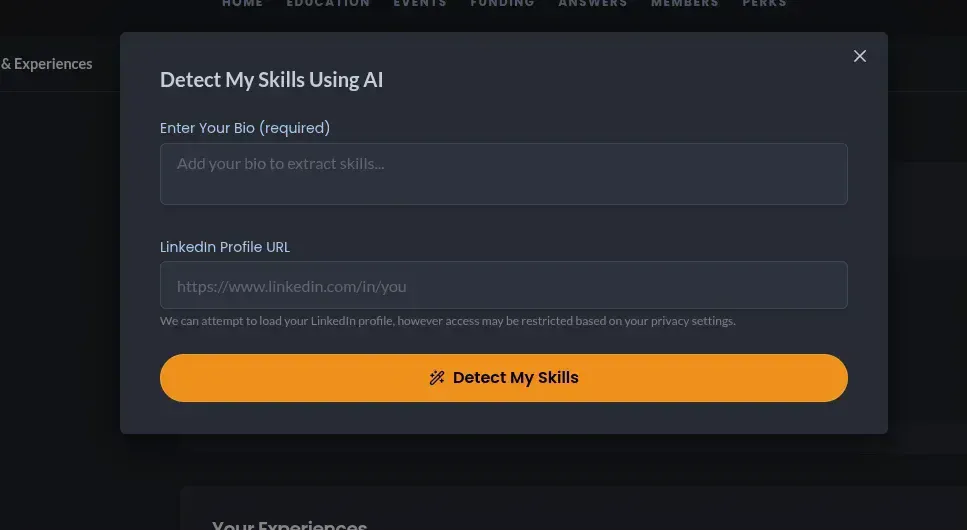 HOME EDUCATION EVENTS FUNDING ANSWERS MEMBERS PERKS
& Experiences
Detect My Skills Using AI
Enter Your Bio (required)
Add your bio to extract skills...
LinkedIn Profile URL
https://www.linkedin.com/in/you
We can attempt to load your LinkedIn profile, however access may be restricted based on your privacy settings.
Detect My Skills
Your Experiences